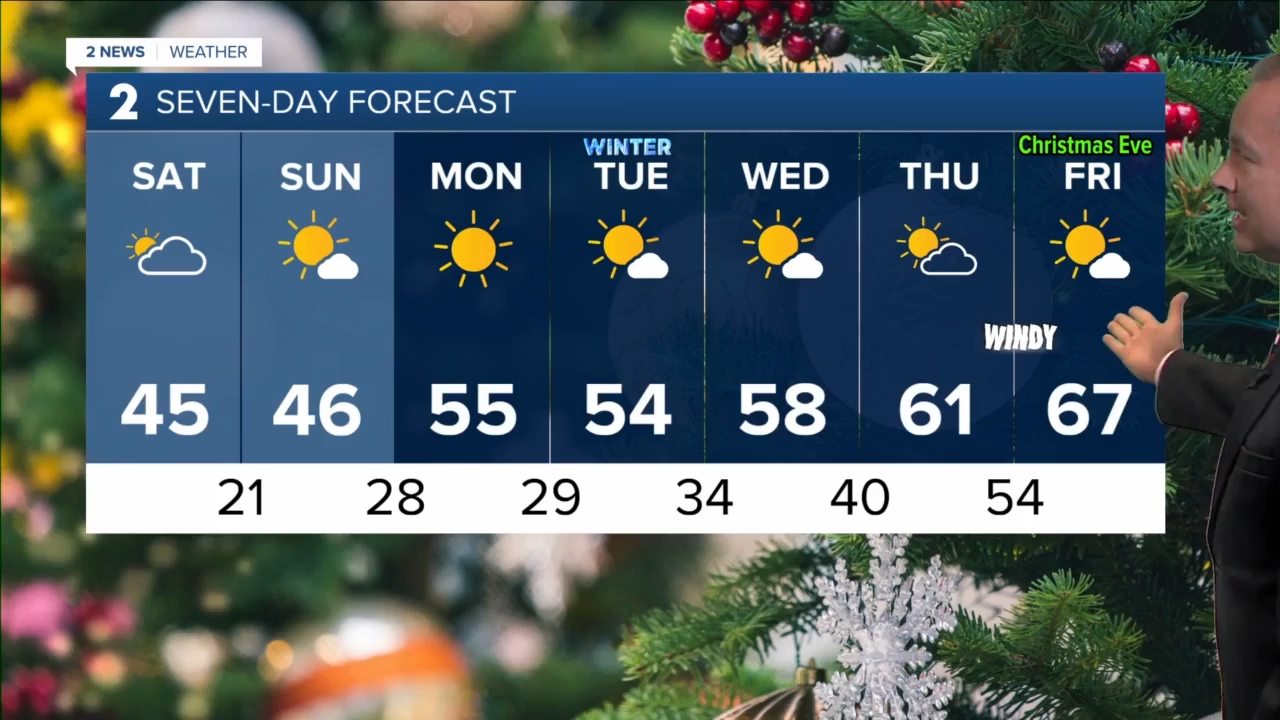 2 NEWS WEATHER
2 SEVEN-DAY FORECAST
WINTER Christmas Eve
SAT SUN MON TUE WED THU FRI
WINDY
45 46 55 54 58 61 67
21 28 29 34 40 54